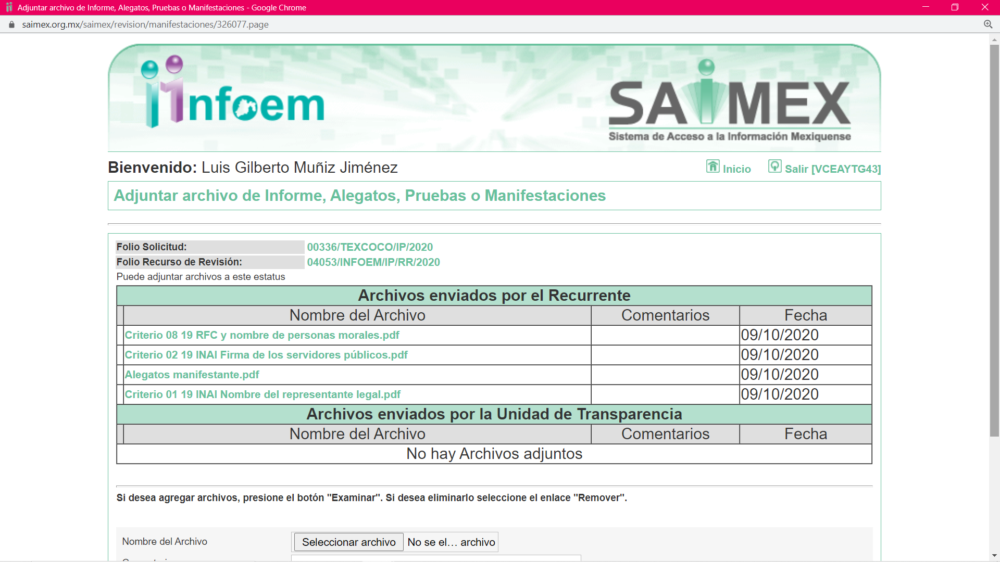 Adjuntar archivo de Informe, Alegatos, Pruebas o Manifestaciones - Google Chrome
saimex.org.mx/saimex/revision/manifestaciones/326077.page
infoem
SAIMEX
Sistema de Acceso a la Información Mexiquense
Bienvenido: Luis Gilberto Muñiz Jiménez
Inicio Salir [VCEAYTG43]
Adjuntar archivo de Informe, Alegatos, Pruebas o Manifestaciones
Folio Solicitud: 00336/TEXCOCO/IP/2020
Folio Recurso de Revisión: 04053/INFOEM/IP/RR/2020
Puede adjuntar archivos a este estatus
Archivos enviados por el Recurrente
Nombre del Archivo Comentarios Fecha
Criterio 08 19 RFC y nombre de personas morales.pdf 09/10/2020
Criterio 02 19 INAI Firma de los servidores públicos.pdf 09/10/2020
Alegatos manifestante.pdf 09/10/2020
Criterio 01 19 INAI Nombre del representante legal.pdf 09/10/2020
Archivos enviados por la Unidad de Transparencia
Nombre del Archivo Comentarios Fecha
No hay Archivos adjuntos
Si desea agregar archivos, presione el botón "Examinar". Si desea eliminarlo seleccione el enlace "Remover".
Nombre del Archivo Seleccionar archivo No se el… archivo